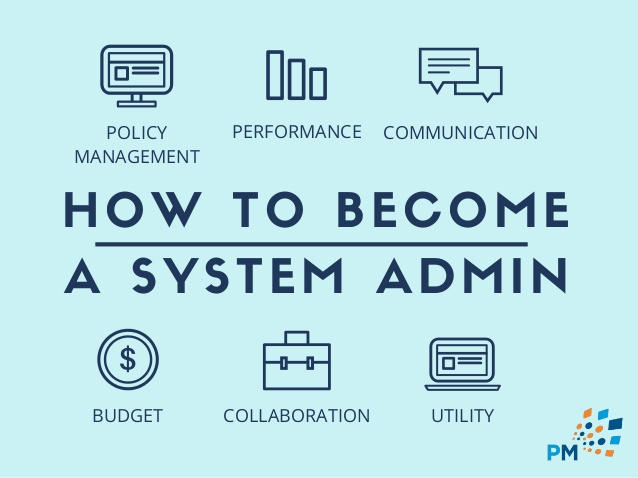 POLICY
MANAGEMENT
PERFORMANCE
COMMUNICATION
HOW TO BECOME
A SYSTEM ADMIN
$
BUDGET
COLLABORATION
UTILITY
PM